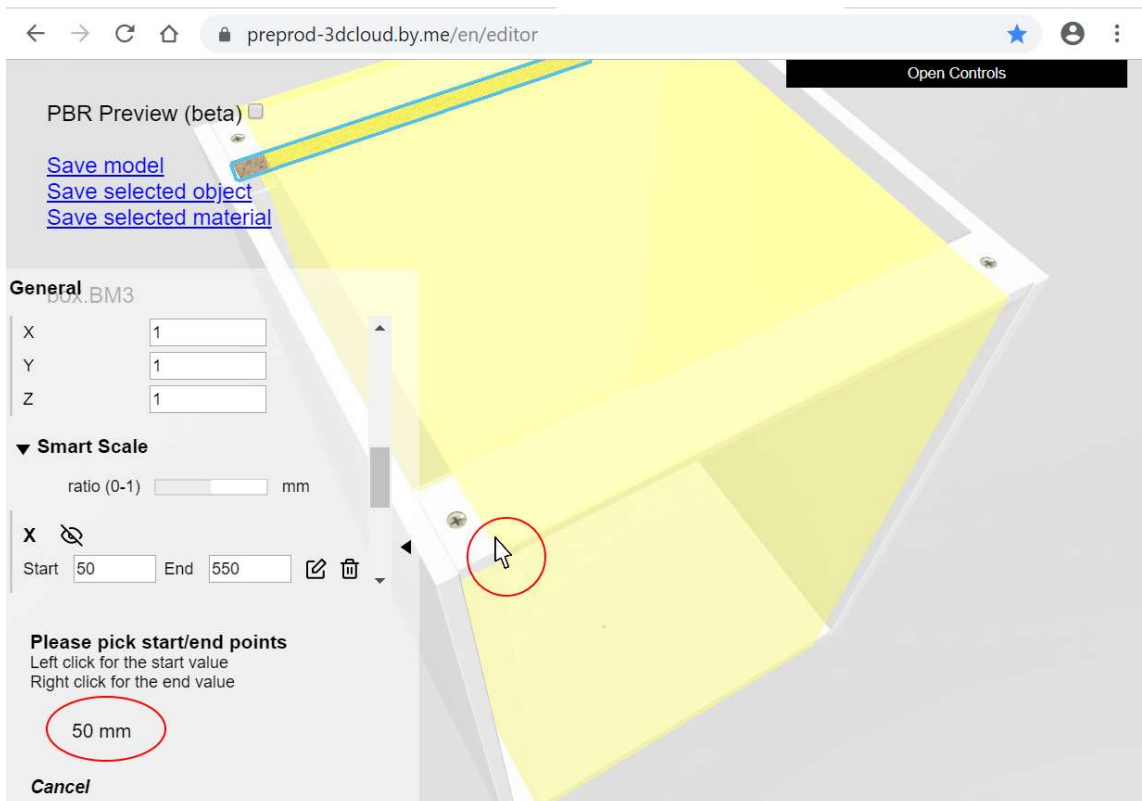 preprod-3dcloud.by.me/en/editor
Open Controls
PBR Preview (beta)
Save model
Save selected object
Save selected material
General
box.BM3
X 1
Y 1
Z 1
Smart Scale
ratio (0-1) mm
X
Start 50 End 550
Please pick start/end points
Left click for the start value
Right click for the end value
50 mm
Cancel